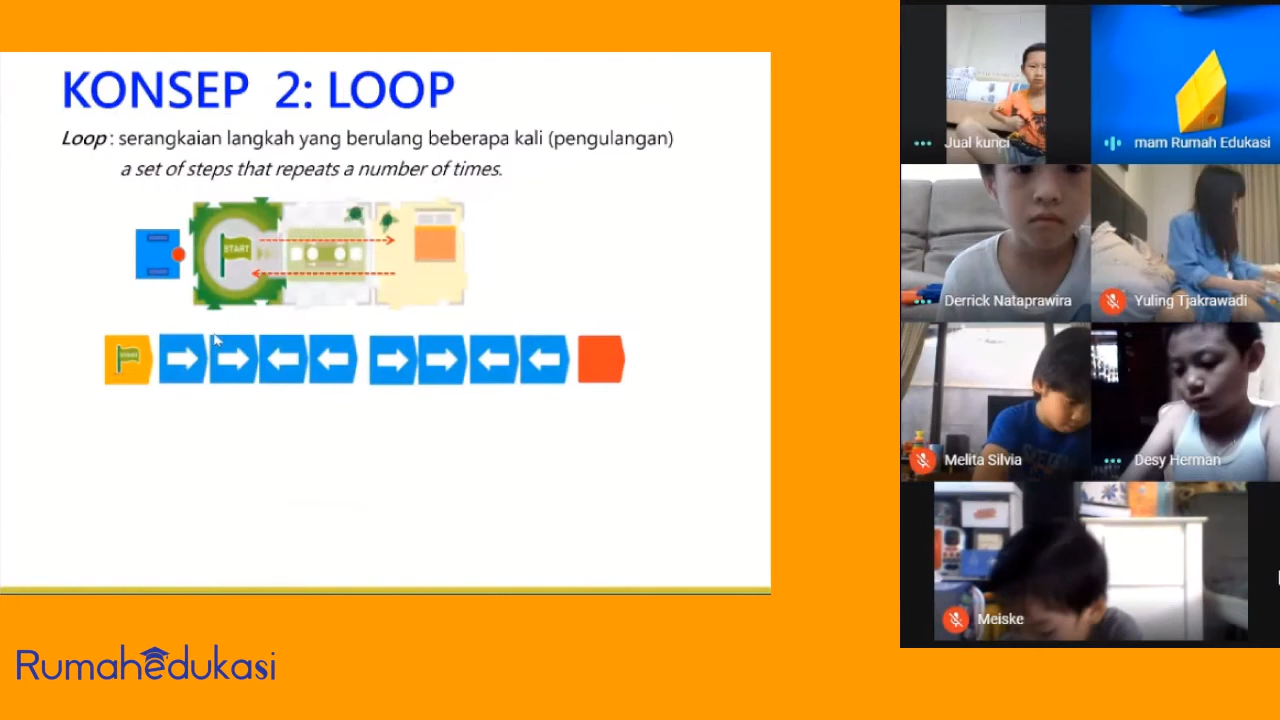 KONSEP 2: LOOP
Loop : serangkaian langkah yang berulang beberapa kali (pengulangan)
a set of steps that repeats a number of times.
START
START
Jual kunci
mam Rumah Edukasi
Derrick Nataprawira
Yuling Tjakrawadi
Melita Silvia
Desy Herman
Meiske
RumahEdukasi